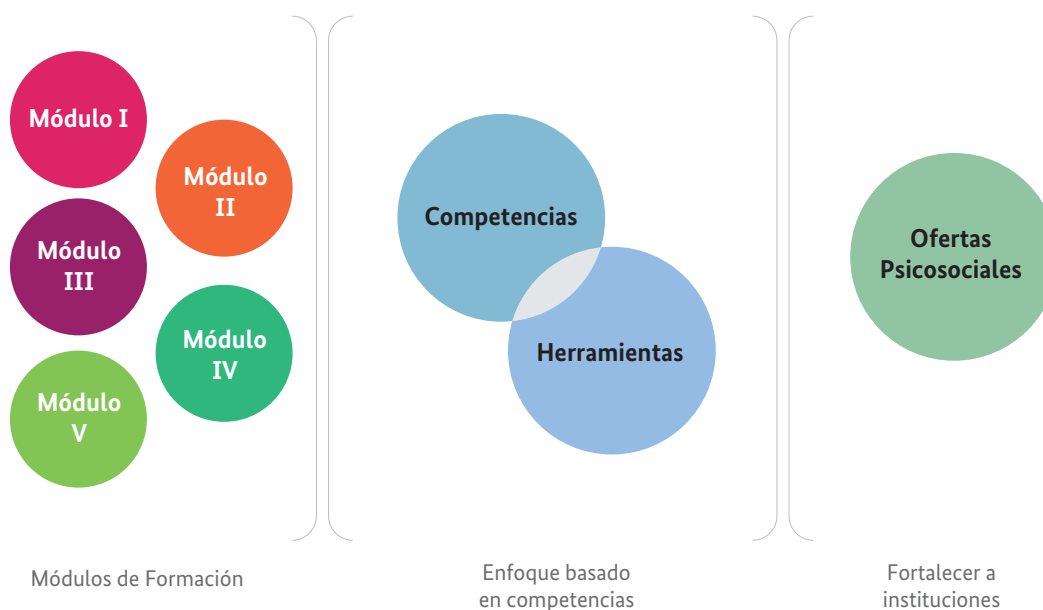 Módulo I
Módulo
II
Módulo
III
Módulo
IV
Módulo
V
Competencias
Herramientas
Ofertas
Psicosociales
Módulos de Formación
Enfoque basado
en competencias
Fortalecer a
instituciones